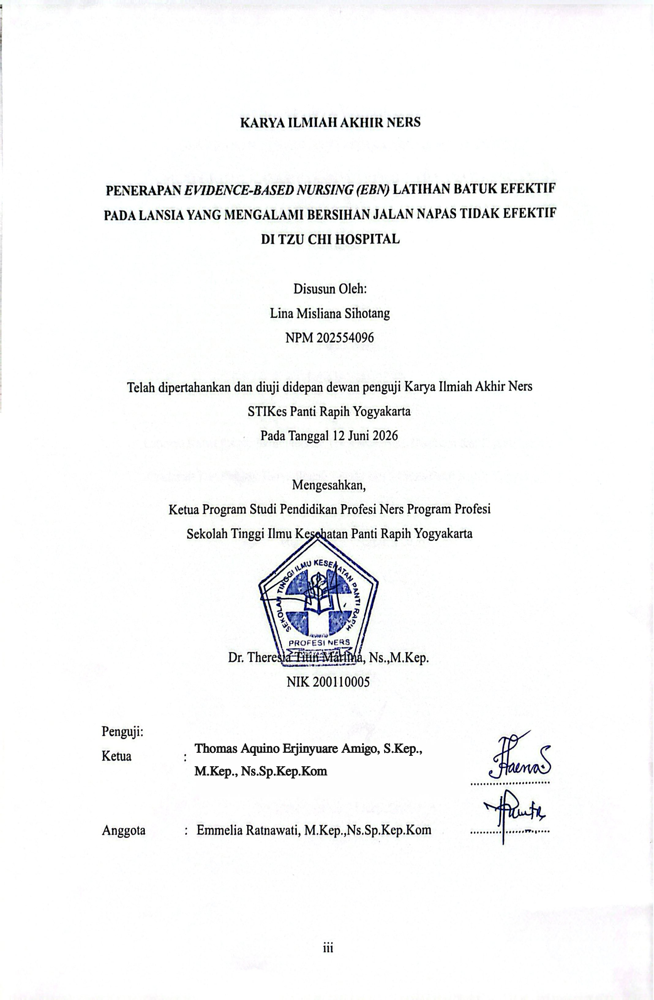 KARYA ILMIAH AKHIR NERS
PENERAPAN EVIDENCE-BASED NURSING (EBN) LATIHAN BATUK EFEKTIF
PADA LANSIA YANG MENGALAMI BERSIHAN JALAN NAPAS TIDAK EFEKTIF
DI TZU CHI HOSPITAL
Disusun Oleh:
Lina Misliana Sihotang
NPM 202554096
Telah dipertahankan dan diuji didepan dewan penguji Karya Ilmiah Akhir Ners
STIKes Panti Rapih Yogyakarta
Pada Tanggal 12 Juni 2026
Mengesahkan,
Ketua Program Studi Pendidikan Profesi Ners Program Profesi
Sekolah Tinggi Ilmu Kesehatan Panti Rapih Yogyakarta
SEKOLAH TINGGI ILMU KESEHATAN PANTI RAPIH
PROFESI NERS
Dr. Theresia Titin Marlina, Ns.,M.Kep.
NIK 200110005
Penguji:
Ketua : Thomas Aquino Erjinyuare Amigo, S.Kep.,
M.Kep., Ns.Sp.Kep.Kom
Anggota : Emmelia Ratnawati, M.Kep.,Ns.Sp.Kep.Kom
iii